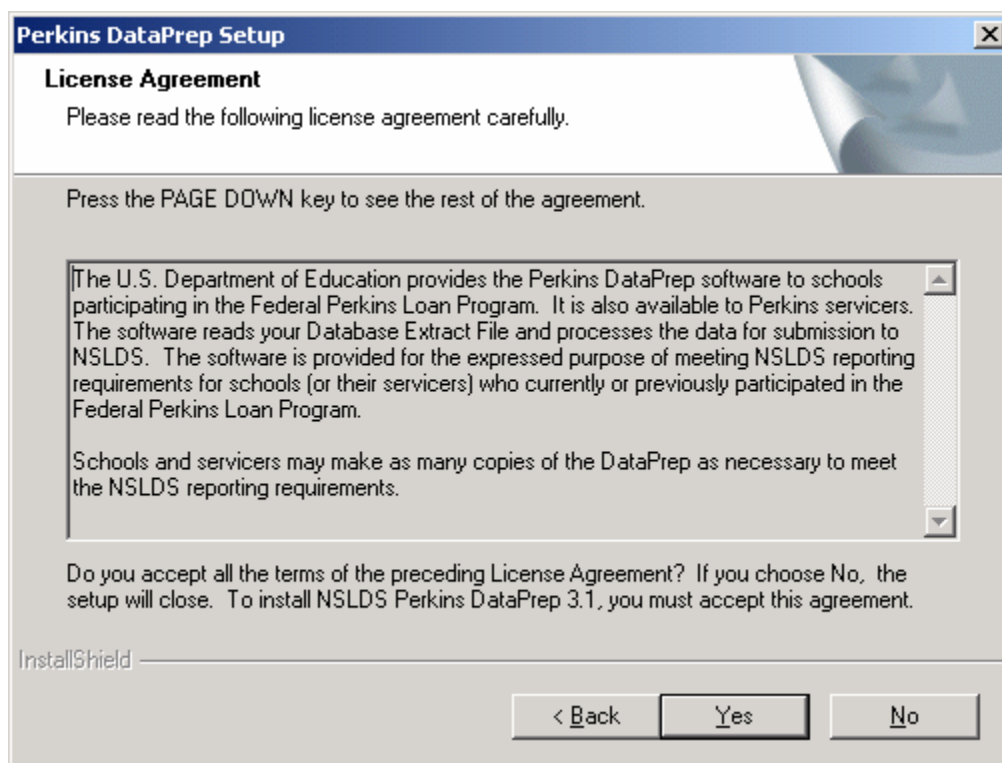 Perkins DataPrep Setup
License Agreement
Please read the following license agreement carefully.
Press the PAGE DOWN key to see the rest of the agreement.
The U.S. Department of Education provides the Perkins DataPrep software to schools
participating in the Federal Perkins Loan Program.  It is also available to Perkins servicers.
The software reads your Database Extract File and processes the data for submission to
NSLDS.  The software is provided for the expressed purpose of meeting NSLDS reporting
requirements for schools (or their servicers) who currently or previously participated in the
Federal Perkins Loan Program.
Schools and servicers may make as many copies of the DataPrep as necessary to meet
the NSLDS reporting requirements.
Do you accept all the terms of the preceding License Agreement?  If you choose No,  the
setup will close.  To install NSLDS Perkins DataPrep 3.1, you must accept this agreement.
InstallShield
< Back
Yes
No